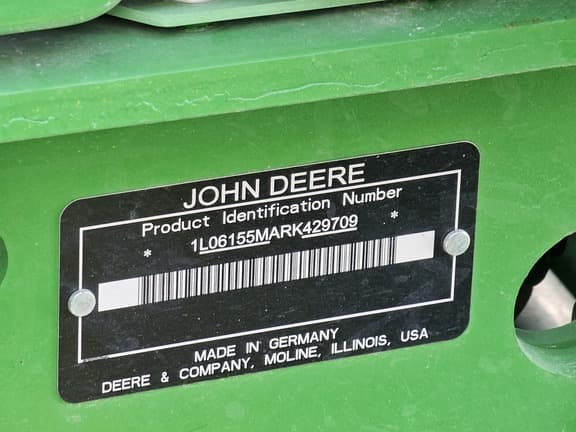 JOHN DEERE
Product Identification Number
* 1L06155MARK429709 *
MADE IN GERMANY
DEERE & COMPANY, MOLINE, ILLINOIS, USA